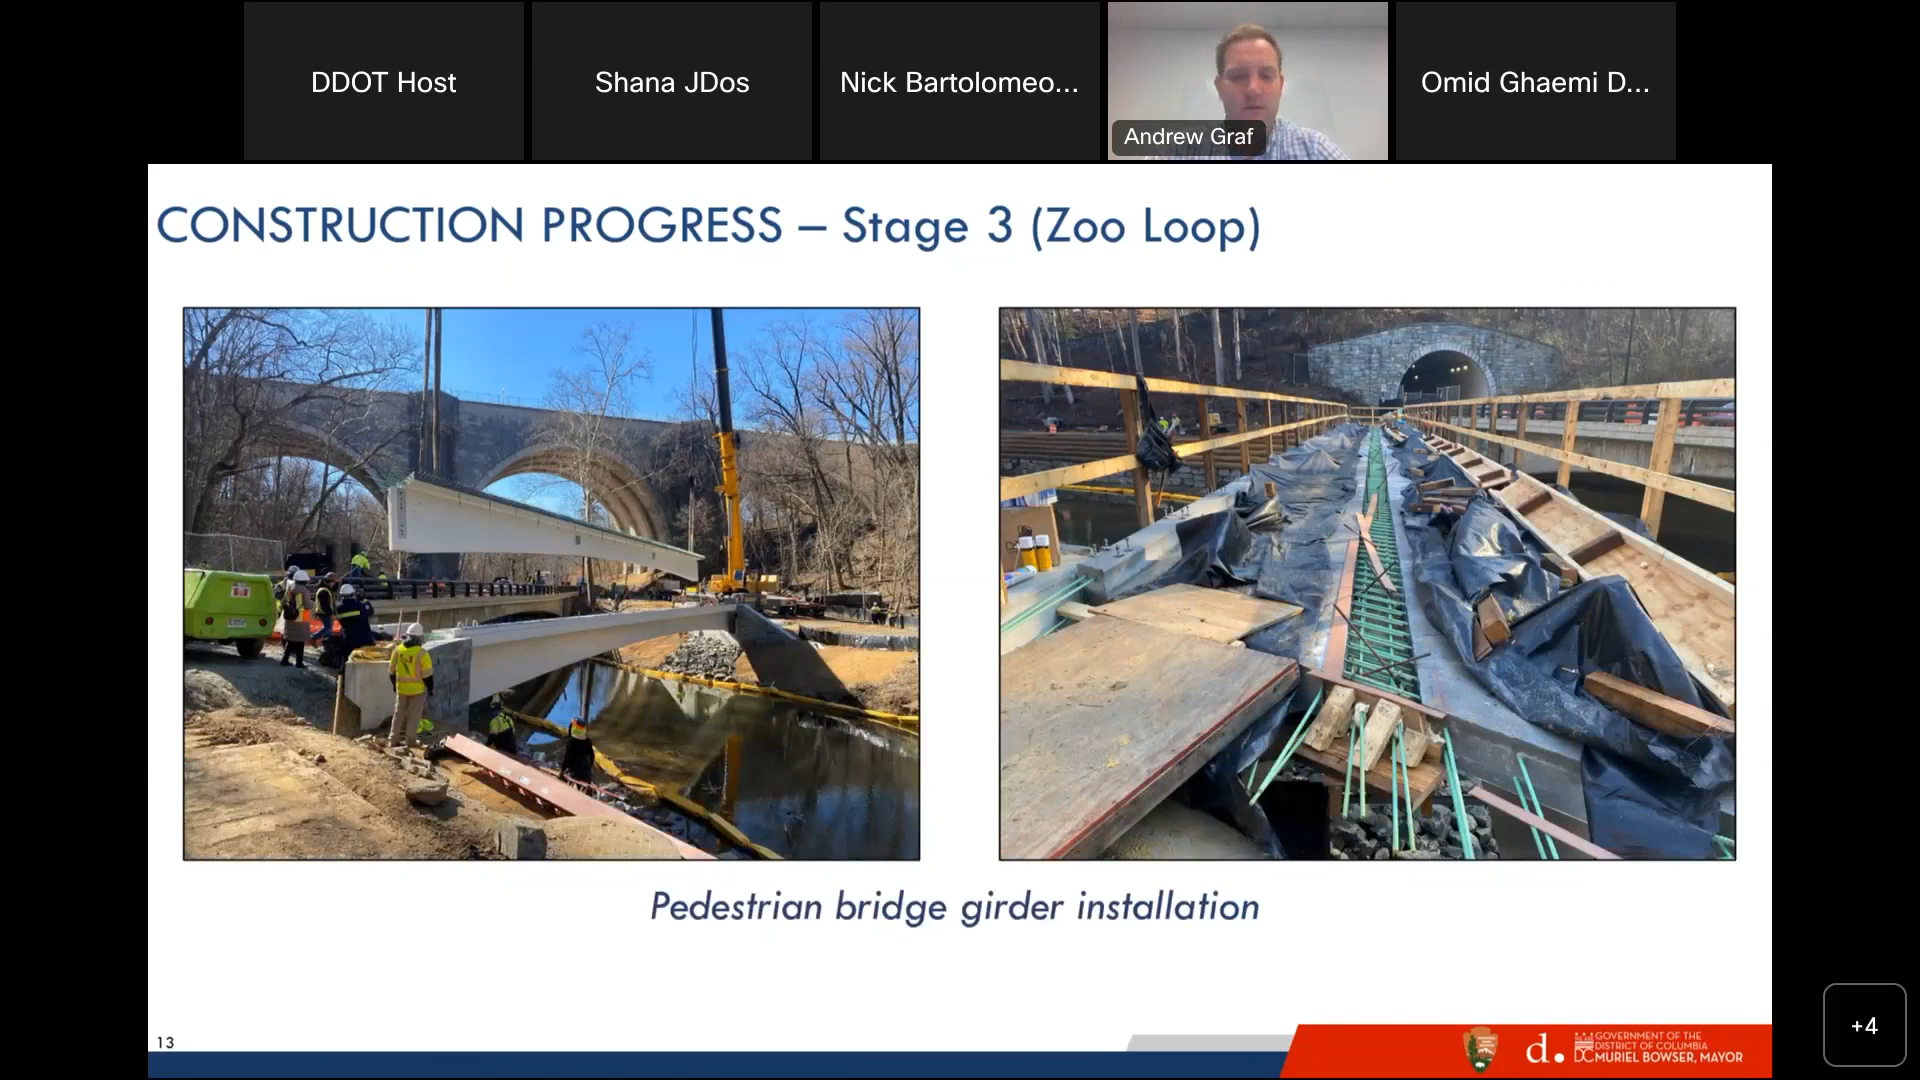 DDOT Host
Shana JDos
Nick Bartolomeo...
Andrew Graf
Omid Ghaemi D...
CONSTRUCTION PROGRESS – Stage 3 (Zoo Loop)
Pedestrian bridge girder installation
13
d.
GOVERNMENT OF THE
DISTRICT OF COLUMBIA
DC MURIEL BOWSER, MAYOR
+4